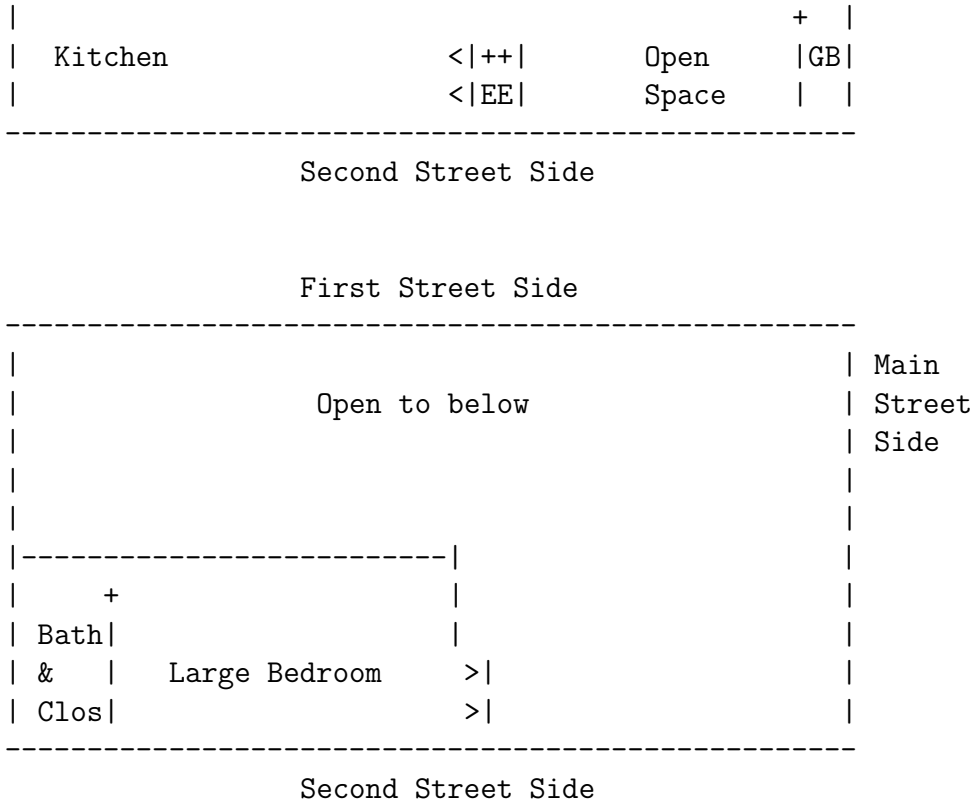 |                                               +  |
|  Kitchen                 <|++|       Open     |GB|
|                          <|EE|       Space    |  |
----------------------------------------------------
                  Second Street Side
                  First Street Side
----------------------------------------------------
|                                                  | Main
|                  Open to below                   | Street
|                                                  | Side
|                                                  |
|                                                  |
|--------------------------|                       |
|     +                    |                       |
| Bath|                    |                       |
| &   |   Large Bedroom     >|                     |
| Clos|                     >|                     |
----------------------------------------------------
                  Second Street Side